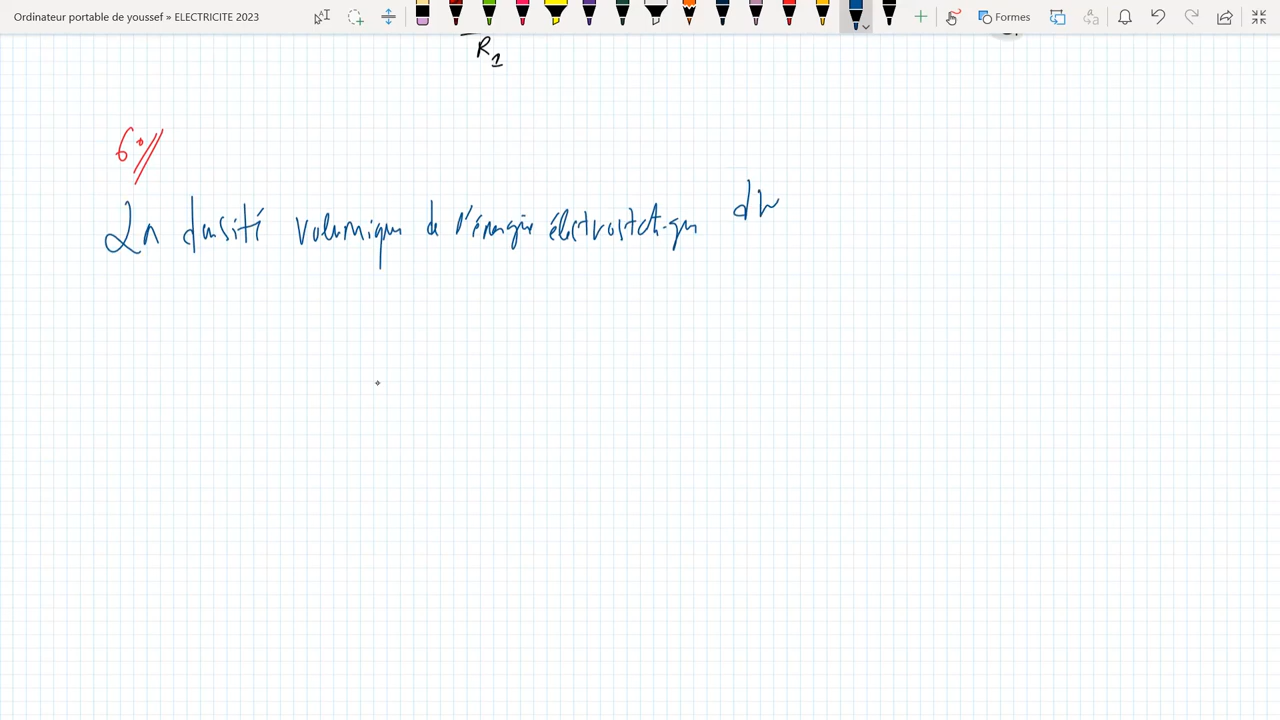 Ordinateur portable de youssef » ELECTRICITE 2023
Formes
R1
6°//
La densité volumique de l'énergie électrostatique dw